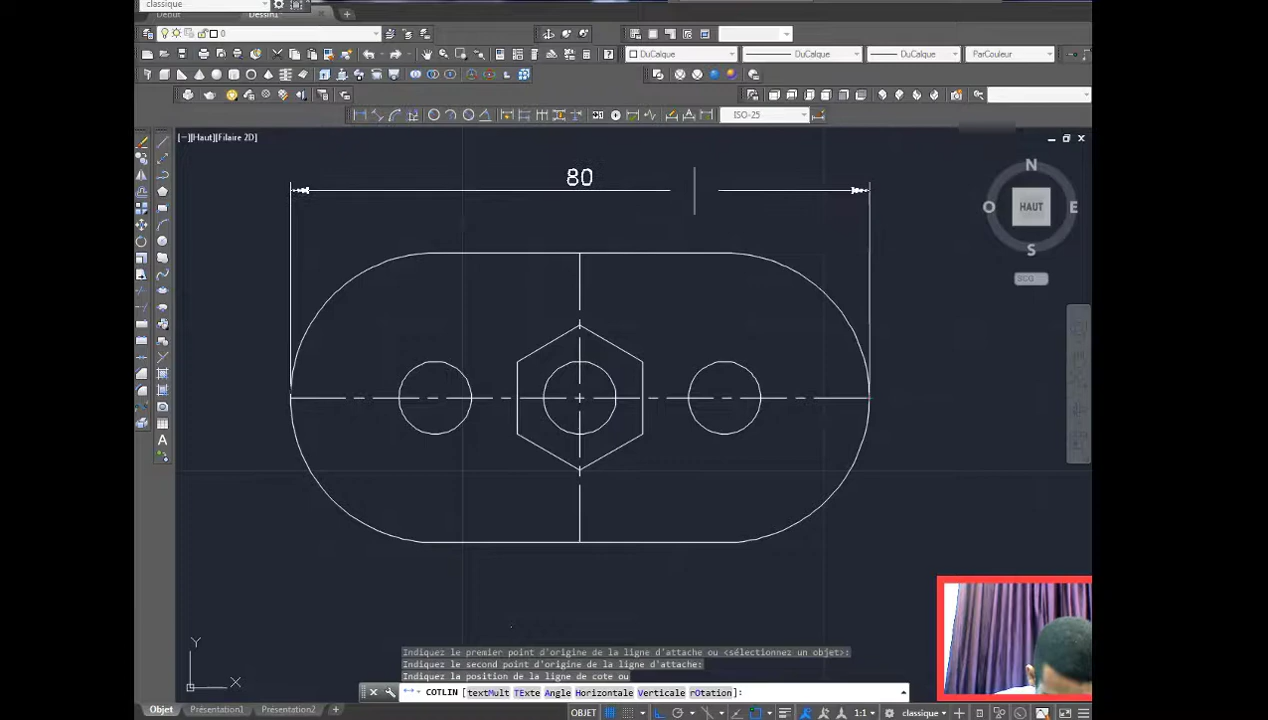 classique
Début
Dessin1*
0
DuCalque
DuCalque
DuCalque
ParCouleur
ISO-25
[−][Haut][Filaire 2D]
80
N
O
HAUT
E
S
Y
X
Indiquez le premier point d'origine de la ligne d'attache ou <sélectionnez un objet>:
Indiquez le second point d'origine de la ligne d'attache:
Indiquez la position de la ligne de cote ou
COTLIN [textMult TExte Angle Horizontale Verticale rOtation]:
Objet
Présentation1
Présentation2
OBJET
1:1
classique